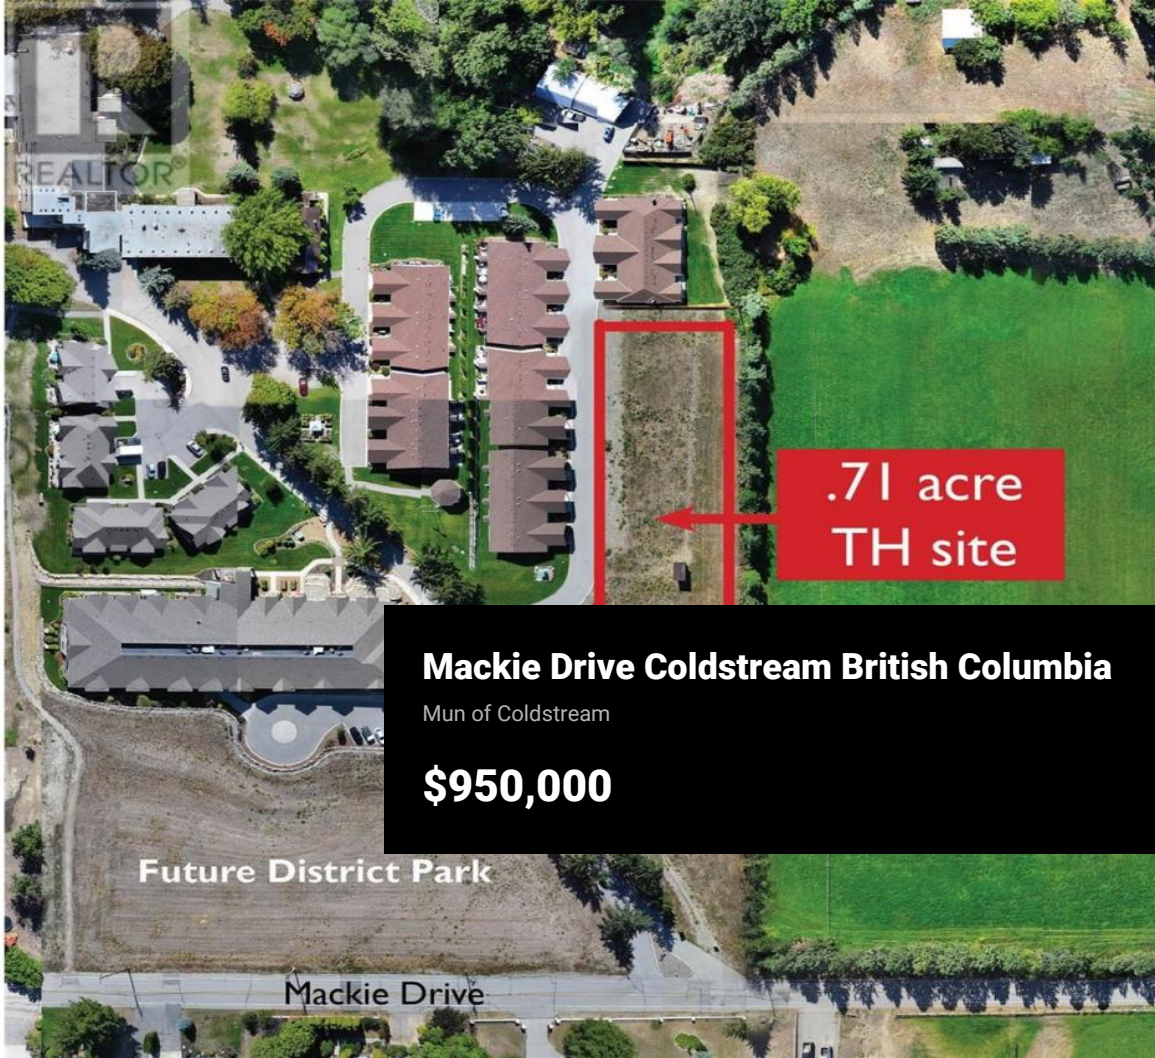 REALTOR®
.71 acre
TH site
Mackie Drive Coldstream British Columbia
Mun of Coldstream
$950,000
Future District Park
Mackie Drive